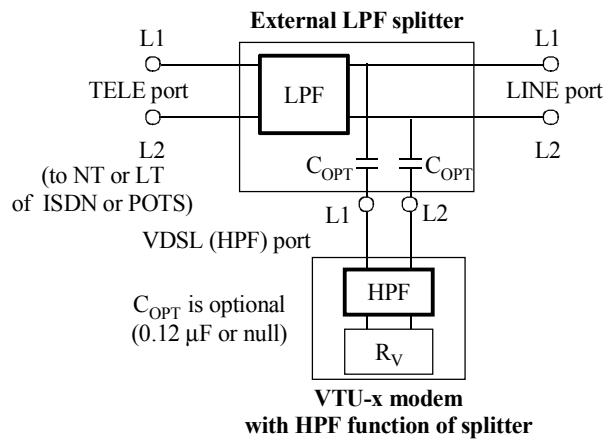 External LPF splitter
L1
L1
TELE port
LPF
LINE port
L2
L2
(to NT or LT
of ISDN or POTS)
C_OPT
C_OPT
L1
L2
VDSL (HPF) port
HPF
C_OPT is optional
(0.12 µF or null)
R_V
VTU-x modem
with HPF function of splitter